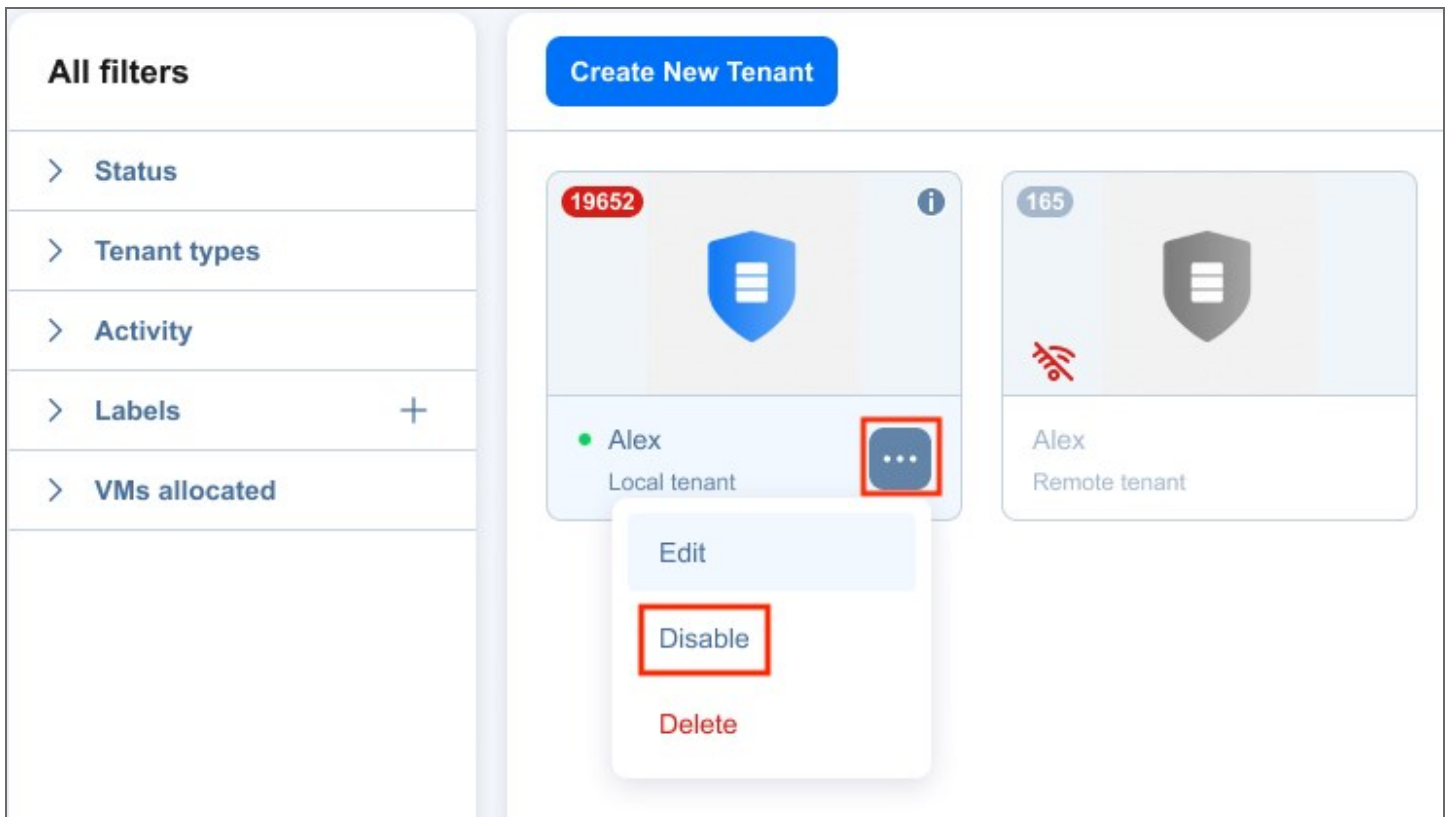 All filters
Status
Tenant types
Activity
Labels
VMs allocated
Create New Tenant
19652
Alex
Local tenant
165
Alex
Remote tenant
Edit
Disable
Delete